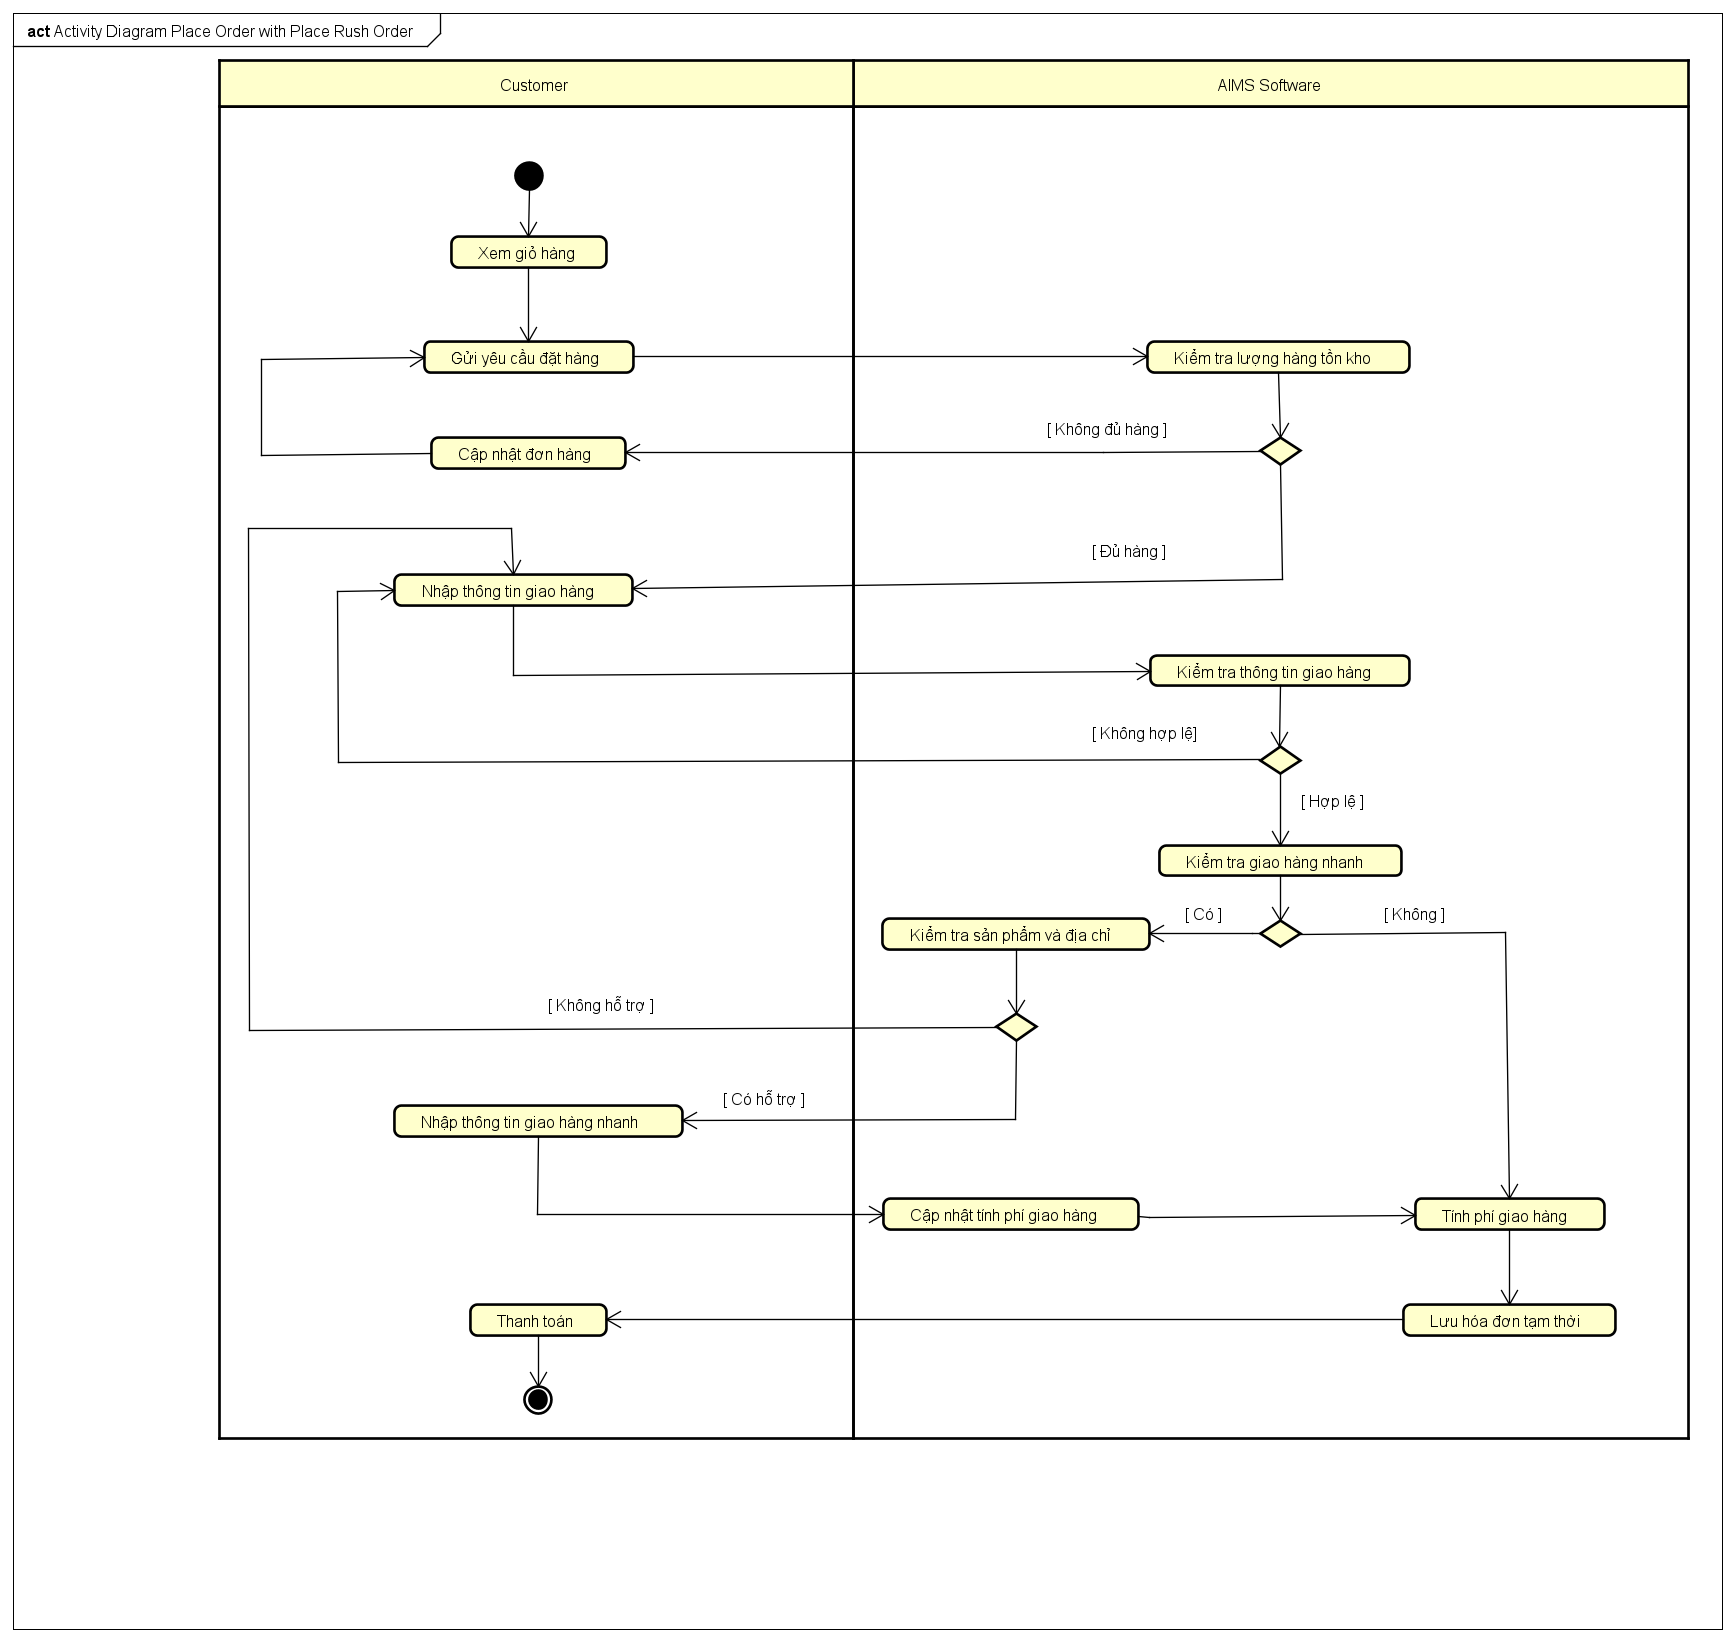 act Activity Diagram Place Order with Place Rush Order
Customer
AIMS Software
Xem giỏ hàng
Gửi yêu cầu đặt hàng
Kiểm tra lượng hàng tồn kho
[ Không đủ hàng ]
Cập nhật đơn hàng
[ Đủ hàng ]
Nhập thông tin giao hàng
Kiểm tra thông tin giao hàng
[ Không hợp lệ]
[ Hợp lệ ]
Kiểm tra giao hàng nhanh
[ Có ]
[ Không ]
Kiểm tra sản phẩm và địa chỉ
[ Không hỗ trợ ]
[ Có hỗ trợ ]
Nhập thông tin giao hàng nhanh
Cập nhật tính phí giao hàng
Tính phí giao hàng
Thanh toán
Lưu hóa đơn tạm thời